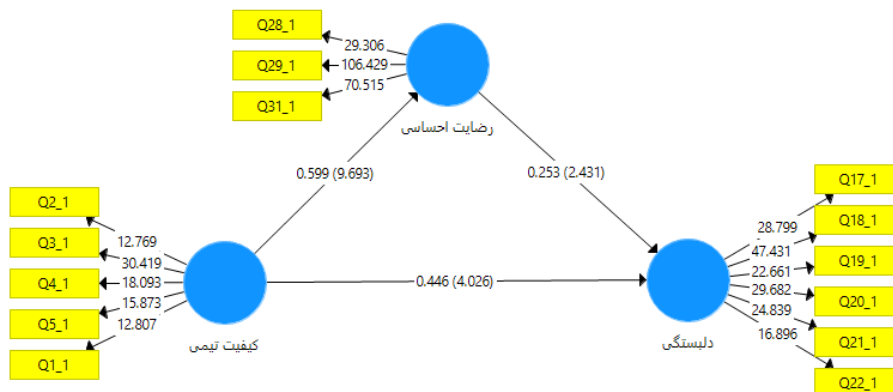 Q28_1
29.306
Q29_1
106.429
Q31_1
70.515
رضایت احساسی
0.599 (9.693)
0.253 (2.431)
Q17_1
28.799
Q18_1
47.431
Q19_1
22.661
Q20_1
29.682
Q21_1
24.839
Q22_1
16.896
دلبستگی
0.446 (4.026)
Q2_1
12.769
Q3_1
30.419
Q4_1
18.093
Q5_1
15.873
Q1_1
12.807
کیفیت تیمی